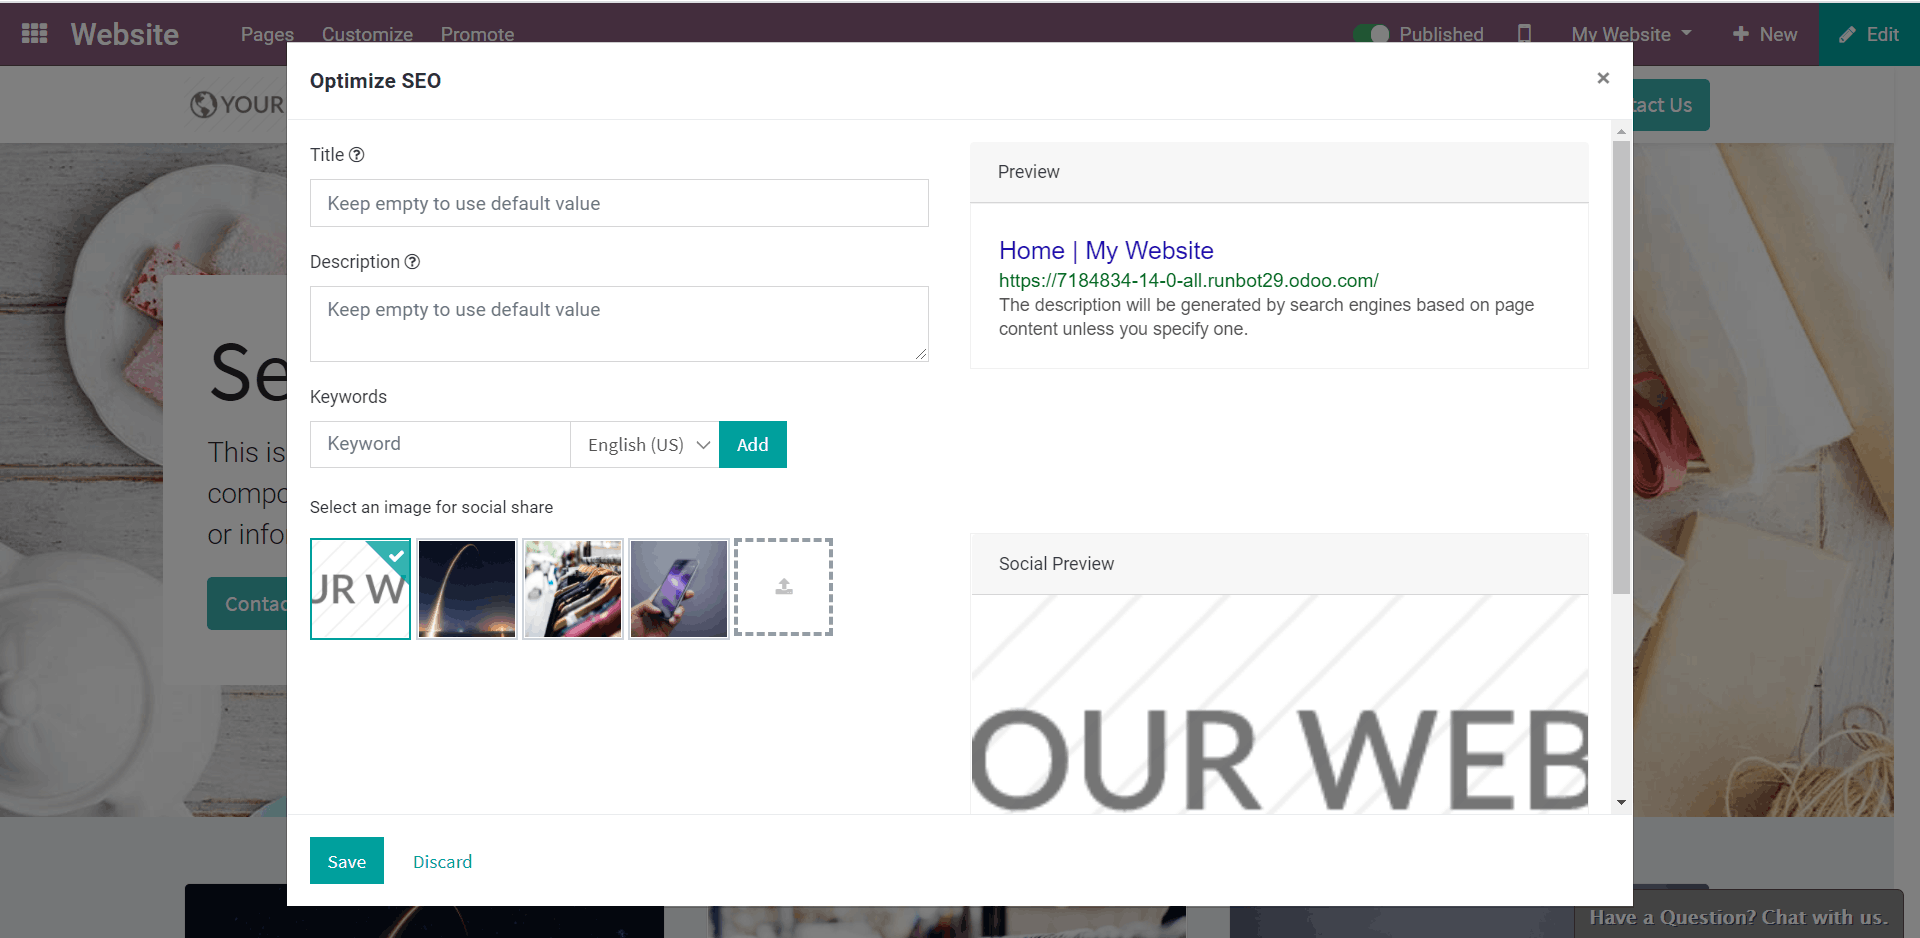 Website
Pages
Customize
Promote
Published
My Website
New
Edit
YOUR
tact Us
Optimize SEO
×
Title
Keep empty to use default value
Description
Keep empty to use default value
Keywords
Keyword
English (US)
Add
Select an image for social share
UR W
Preview
Home | My Website
https://7184834-14-0-all.runbot29.odoo.com/
The description will be generated by search engines based on page
content unless you specify one.
Social Preview
OUR WEB
Se
This is
compo
or infor
Contac
Save
Discard
Have a Question? Chat with us.